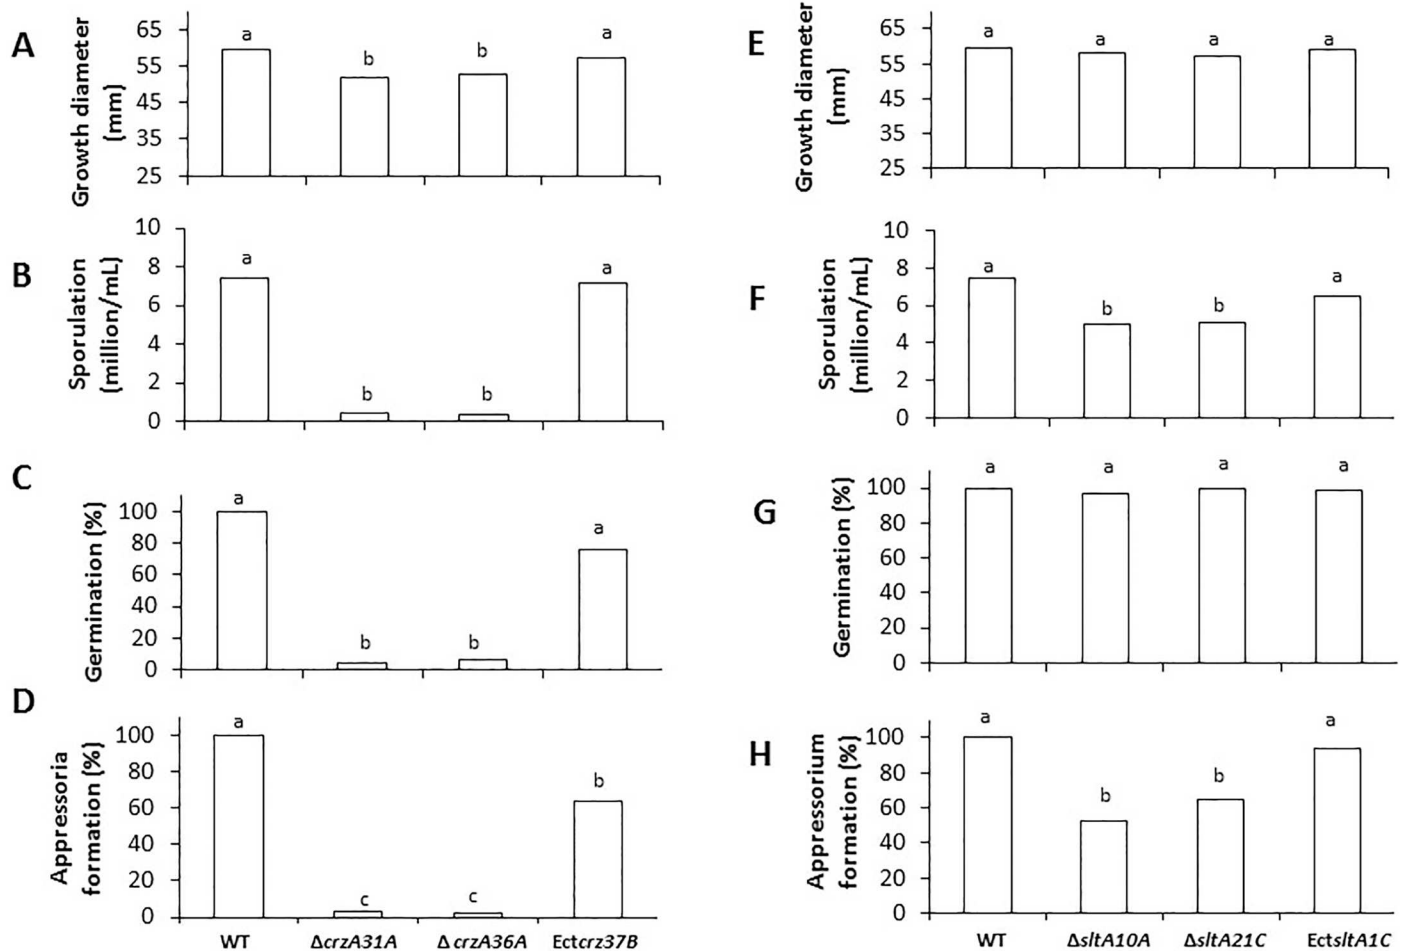 A
Growth diameter
(mm)
65
55
45
35
25
a
b
b
a
B
Sporulation
(million/mL)
10
8
6
4
2
0
a
b
b
a
C
Germination (%)
100
80
60
40
20
0
a
b
b
a
D
Appressoria
formation (%)
100
80
60
40
20
0
a
c
c
b
WT
ΔcrzA31A
Δ crzA36A
Ectcrz37B
E
Growth diameter
(mm)
65
55
45
35
25
a
a
a
a
F
Sporulation
(million/mL)
10
8
6
4
2
0
a
b
b
a
G
Germination (%)
100
80
60
40
20
0
a
a
a
a
H
Appressorium
formation (%)
100
80
60
40
20
0
a
b
b
a
WT
ΔsltA10A
ΔsltA21C
EctsltA1C